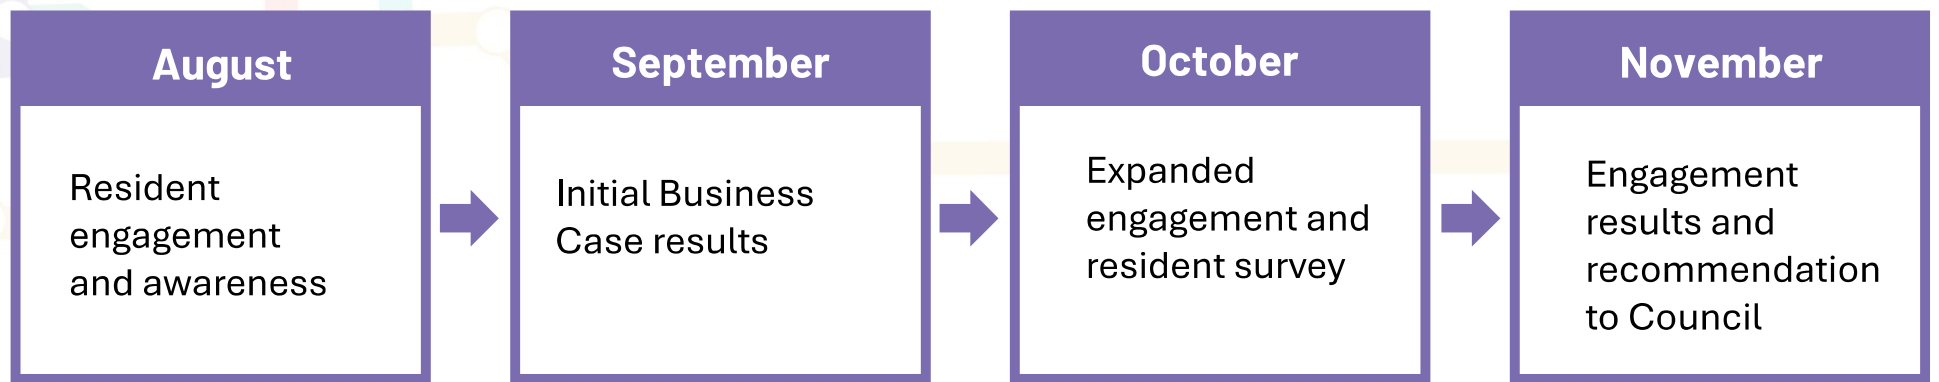 August
Resident
engagement
and awareness
September
Initial Business
Case results
October
Expanded
engagement and
resident survey
November
Engagement
results and
recommendation
to Council